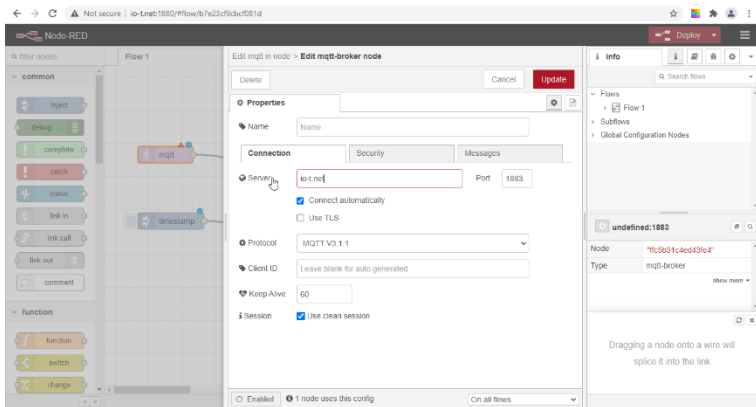 Not secure | io-t.net:1880/#flow/b7e23cf9cbcf081d
Node-RED
Deploy
filter nodes
Flow 1
common
inject
debug
complete
catch
status
link in
link call
link out
comment
function
function
switch
change
mqtt
timestamp
Edit mqtt in node > Edit mqtt-broker node
Delete
Cancel
Update
Properties
Name
Name
Connection
Security
Messages
Server
io-t.net
Port
1883
Connect automatically
Use TLS
Protocol
MQTT V3.1.1
Client ID
Leave blank for auto generated
Keep Alive
60
Session
Use clean session
Enabled
1 node uses this config
On all flows
info
Search flows
Flows
Flow 1
Subflows
Global Configuration Nodes
undefined:1883
Node
"ffc5b31c4ed43fe4"
Type
mqtt-broker
show more
Dragging a node onto a wire will
splice it into the link